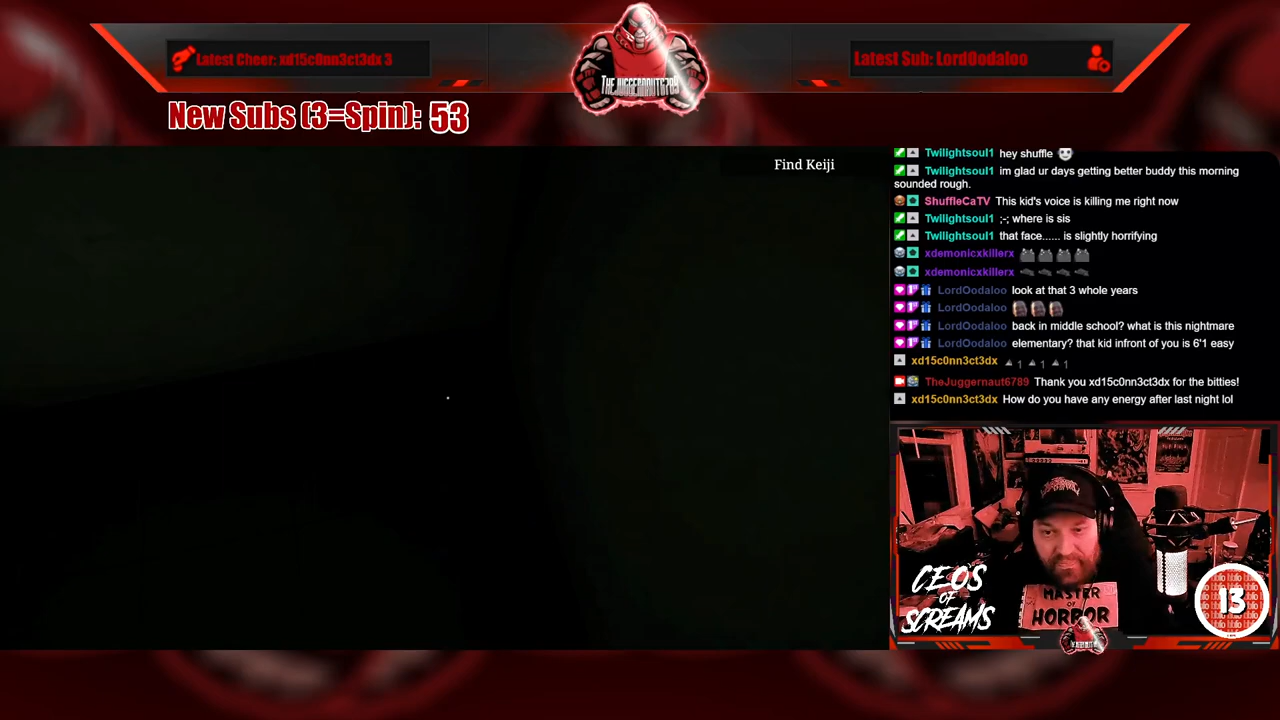 Latest Cheer: xd15c0nn3ct3dx 3
THEJUGGERNAUT6789
Latest Sub: LordOodaloo
New Subs (3=Spin): 53
Find Keiji
Twilightsoul1 hey shuffle
Twilightsoul1 im glad ur days getting better buddy this morning
sounded rough.
ShuffleCaTV This kid's voice is killing me right now
Twilightsoul1 ;-; where is sis
Twilightsoul1 that face...... is slightly horrifying
xdemonicxkillerx
xdemonicxkillerx
LordOodaloo look at that 3 whole years
LordOodaloo
LordOodaloo back in middle school? what is this nightmare
LordOodaloo elementary? that kid infront of you is 6'1 easy
xd15c0nn3ct3dx 1 1 1
TheJuggernaut6789 Thank you xd15c0nn3ct3dx for the bitties!
xd15c0nn3ct3dx How do you have any energy after last night lol
CEOS
OF
SCREAMS
MASTER
OF
HORROR
13